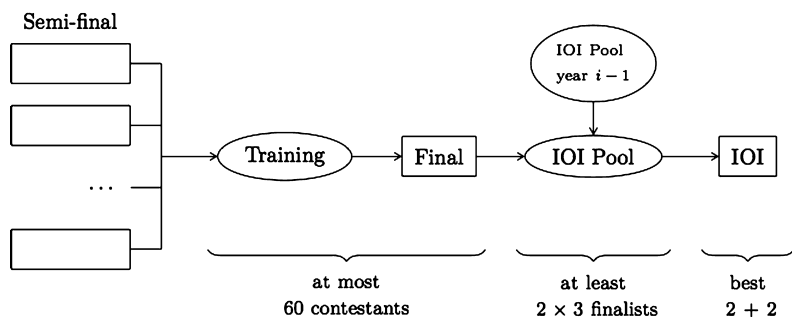 Semi-final
IOI Pool
year i − 1
Training
Final
IOI Pool
IOI
...
at most
60 contestants
at least
2 × 3 finalists
best
2 + 2